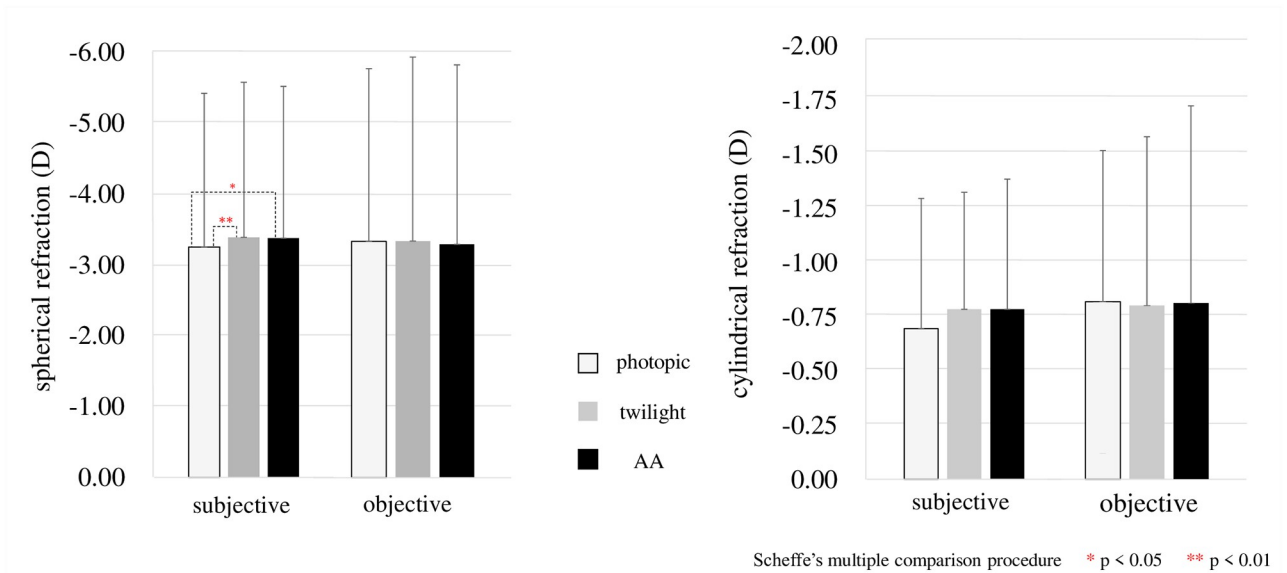 spherical refraction (D)
-6.00
-5.00
-4.00
-3.00
-2.00
-1.00
0.00
*
**
subjective
objective
photopic
twilight
AA
cylindrical refraction (D)
-2.00
-1.75
-1.50
-1.25
-1.00
-0.75
-0.50
-0.25
0.00
subjective
objective
Scheffe's multiple comparison procedure * p < 0.05 ** p < 0.01